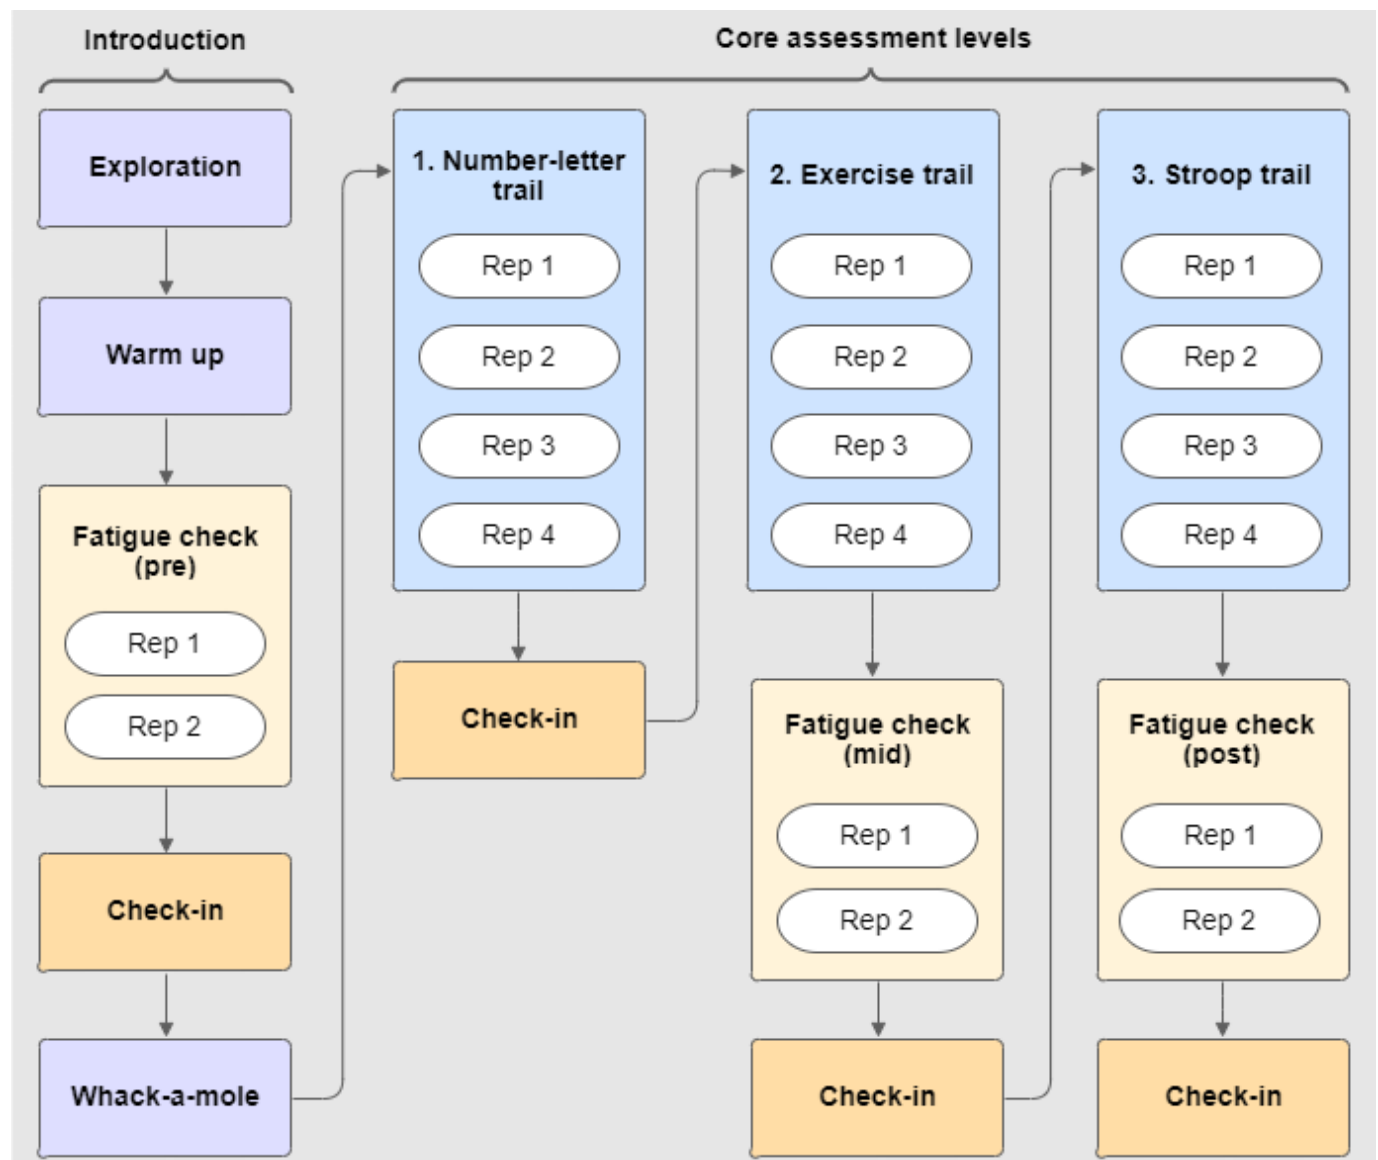 Introduction
Exploration
Warm up
Fatigue check
(pre)
Rep 1
Rep 2
Check-in
Whack-a-mole
Core assessment levels
1. Number-letter
trail
Rep 1
Rep 2
Rep 3
Rep 4
Check-in
2. Exercise trail
Rep 1
Rep 2
Rep 3
Rep 4
Fatigue check
(mid)
Rep 1
Rep 2
Check-in
3. Stroop trail
Rep 1
Rep 2
Rep 3
Rep 4
Fatigue check
(post)
Rep 1
Rep 2
Check-in